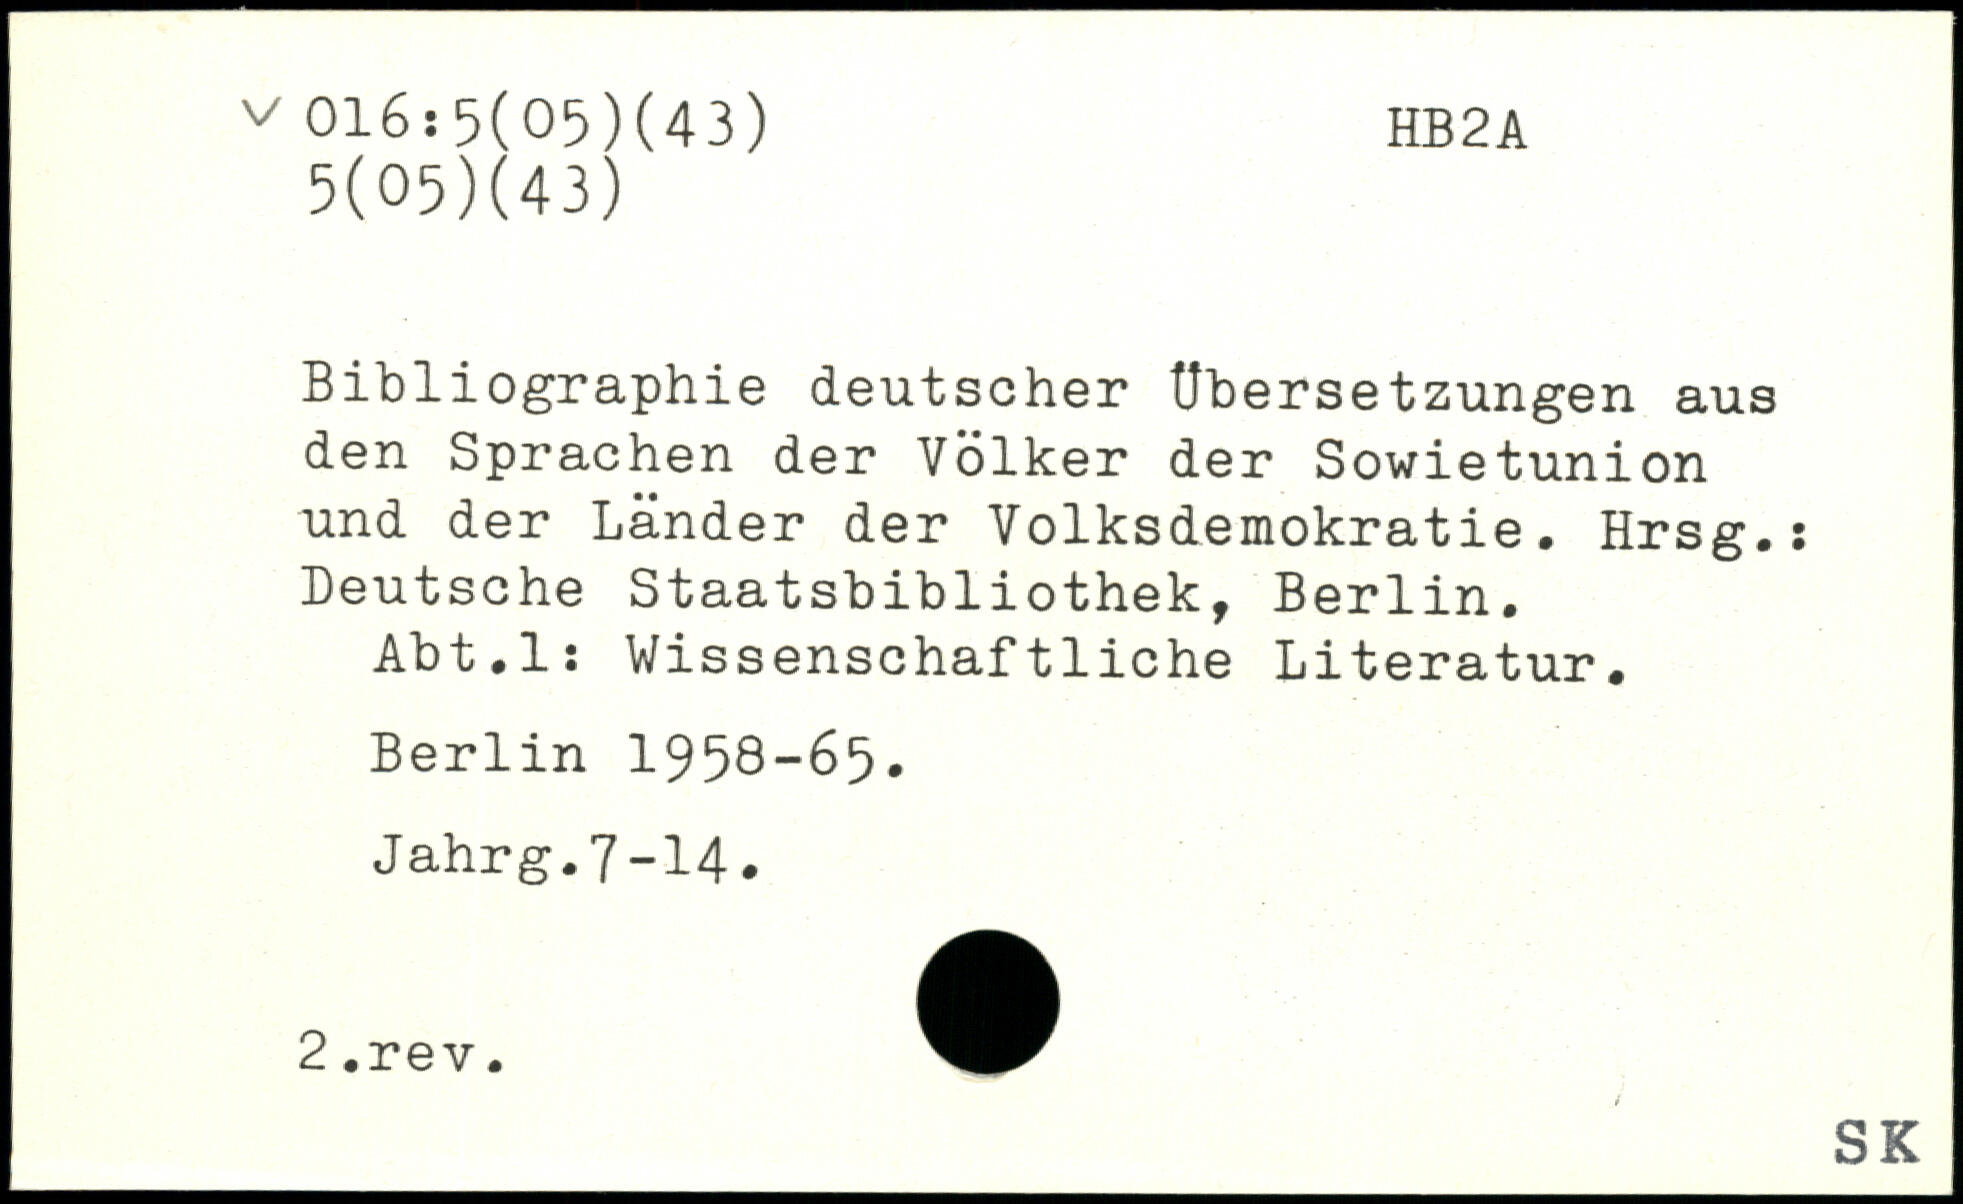 ✓ 016:5(05)(43) HB2A
5(05)(43)
Bibliographie deutscher Übersetzungen aus
den Sprachen der Völker der Sowietunion
und der Länder der Volksdemokratie. Hrsg.:
Deutsche Staatsbibliothek, Berlin.
Abt.1: Wissenschaftliche Literatur.
Berlin 1958-65.
Jahrg.7-14.
2.rev.
SK